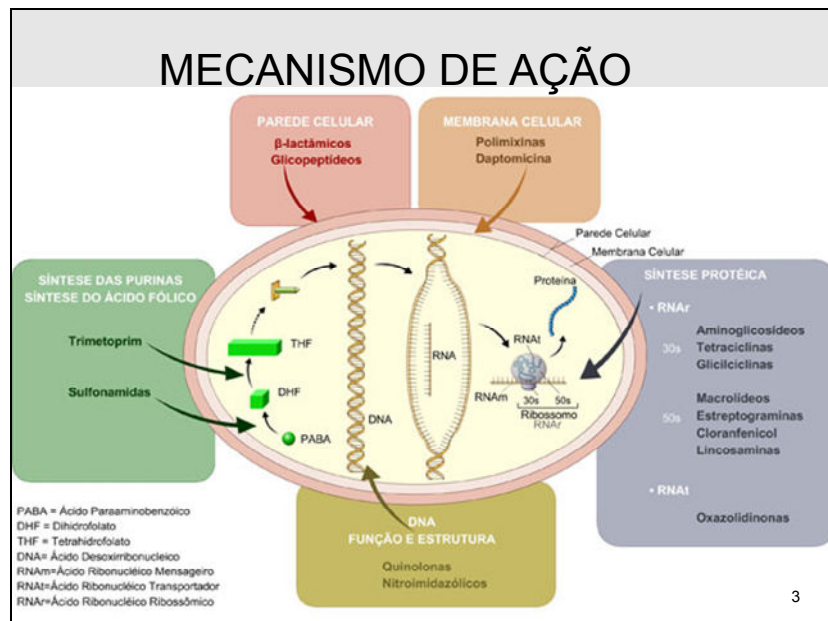 MECANISMO DE AÇÃO
PAREDE CELULAR
β-lactâmicos
Glicopeptídeos
MEMBRANA CELULAR
Polimixinas
Daptomicina
Parede Celular
Membrana Celular
SÍNTESE DAS PURINAS
SÍNTESE DO ÁCIDO FÓLICO
Trimetoprim
Sulfonamidas
THF
DHF
PABA
DNA
RNA
Proteína
RNAt
RNAm
30s 50s
Ribossomo
RNAr
SÍNTESE PROTÉICA
• RNAr
30s
Aminoglicosídeos
Tetraciclinas
Glicilciclinas
50s
Macrolídeos
Estreptograminas
Cloranfenicol
Lincosaminas
• RNAt
Oxazolidinonas
DNA
FUNÇÃO E ESTRUTURA
Quinolonas
Nitroimidazólicos
PABA = Ácido Paraaminobenzóico
DHF = Dihidrofolato
THF = Tetrahidrofolato
DNA= Ácido Desoxirribonucleico
RNAm=Ácido Ribonucléico Mensageiro
RNAt=Ácido Ribonucléico Transportador
RNAr=Ácido Ribonucléico Ribossômico
3